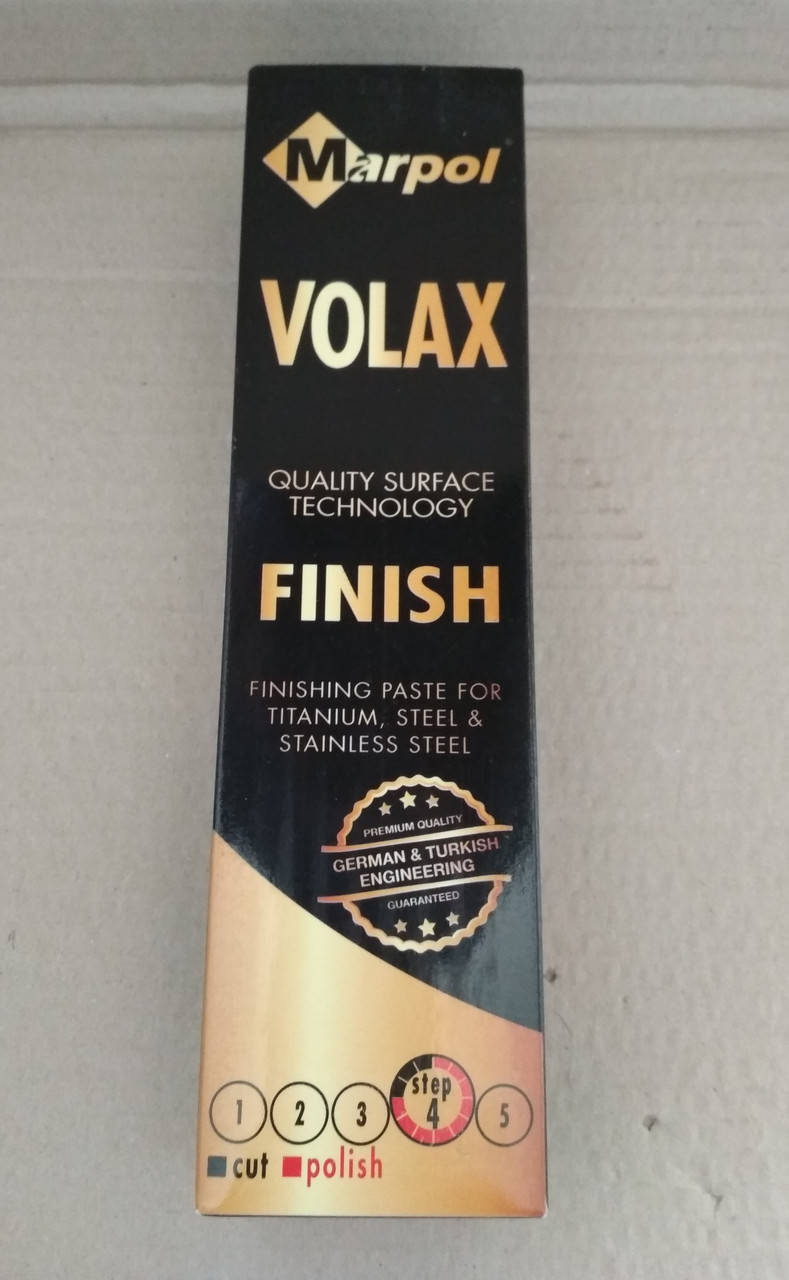 Marpol
VOLAX
QUALITY SURFACE
TECHNOLOGY
FINISH
FINISHING PASTE FOR
TITANIUM, STEEL &
STAINLESS STEEL
PREMIUM QUALITY
GERMAN & TURKISH
ENGINEERING
GUARANTEED
1 2 3 step 4 5
cut polish